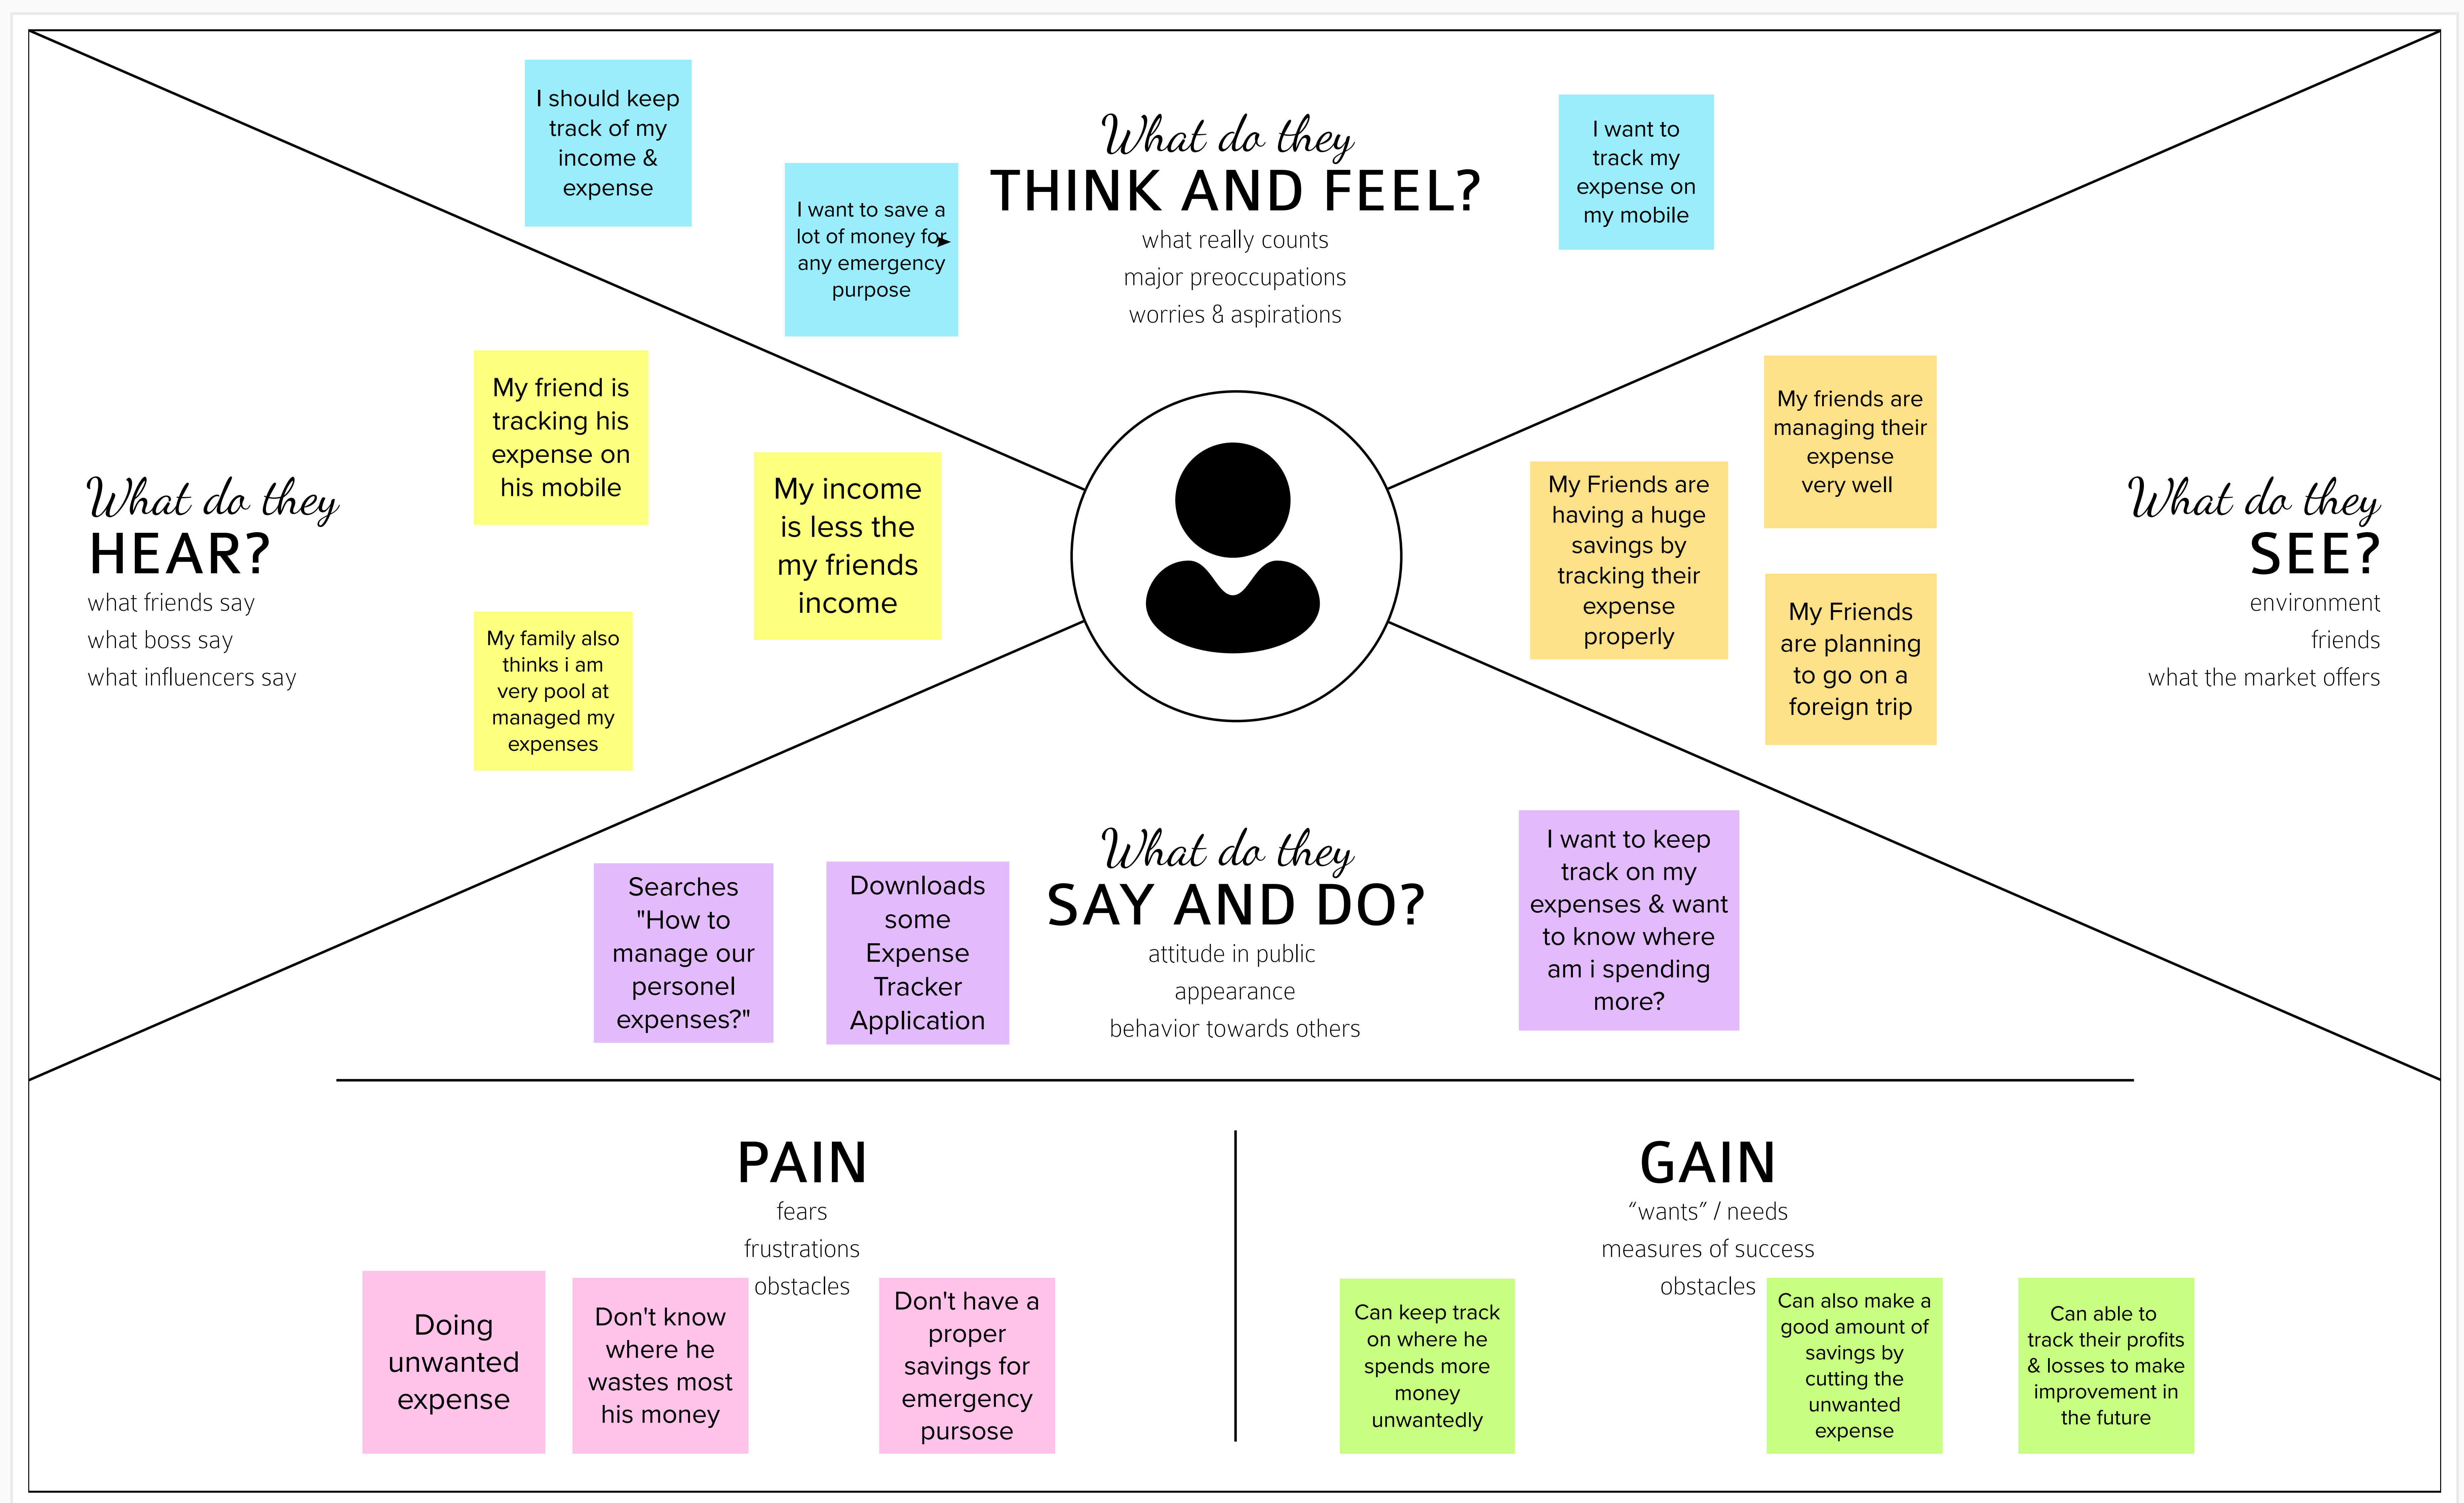 I should keep
track of my
income &
expense
I want to save a
lot of money for
any emergency
purpose
What do they
THINK AND FEEL?
what really counts
major preoccupations
worries & aspirations
I want to
track my
expense on
my mobile
What do they
HEAR?
what friends say
what boss say
what influencers say
My friend is
tracking his
expense on
his mobile
My income
is less the
my friends
income
My family also
thinks i am
very pool at
managed my
expenses
My friends are
managing their
expense
very well
My Friends are
having a huge
savings by
tracking their
expense
properly
My Friends
are planning
to go on a
foreign trip
What do they
SEE?
environment
friends
what the market offers
Searches
"How to
manage our
personel
expenses?"
Downloads
some
Expense
Tracker
Application
What do they
SAY AND DO?
attitude in public
appearance
behavior towards others
I want to keep
track on my
expenses & want
to know where
am i spending
more?
PAIN
fears
frustrations
obstacles
Doing
unwanted
expense
Don't know
where he
wastes most
his money
Don't have a
proper
savings for
emergency
pursose
GAIN
“wants” / needs
measures of success
obstacles
Can keep track
on where he
spends more
money
unwantedly
Can also make a
good amount of
savings by
cutting the
unwanted
expense
Can able to
track their profits
& losses to make
improvement in
the future